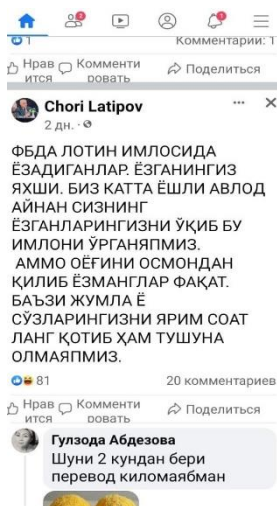 1
Комментарии: 1
Нрав
ится
Комменти
ровать
Поделиться
Chori Latipov
2 дн.
ФБДА ЛОТИН ИМЛОСИДА
ЁЗАДИГАНЛАР. ЁЗГАНИНГИЗ
ЯХШИ. БИЗ КАТТА ЁШЛИ АВЛОД
АЙНАН СИЗНИНГ
ЁЗГАНЛАРИНГИЗНИ ЎҚИБ БУ
ИМЛОНИ ЎРГАНЯПМИЗ.
АММО ОЁҒИНИ ОСМОНДАН
ҚИЛИБ ЁЗМАНГЛАР ФАҚАТ.
БАЪЗИ ЖУМЛА Ё
СЎЗЛАРИНГИЗНИ ЯРИМ СОАТ
ЛАНГ ҚОТИБ ҲАМ ТУШУНА
ОЛМАЯПМИЗ.
81
20 комментариев
Нрав
ится
Комменти
ровать
Поделиться
Гулзода Абдезова
Шуни 2 кундан бери
перевод киломаябман